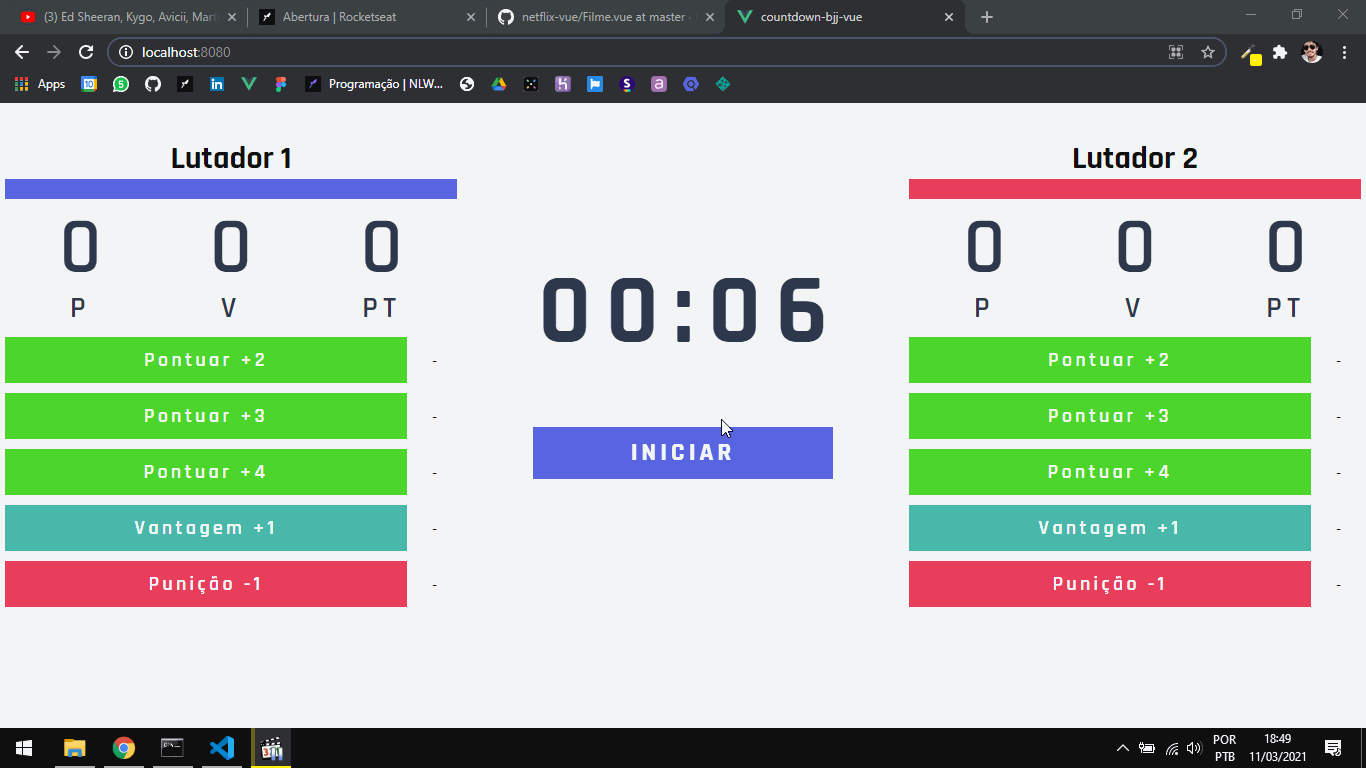 (3) Ed Sheeran, Kygo, Avicii, Mar
Abertura | Rocketseat
netflix-vue/Filme.vue at master ·
countdown-bjj-vue
localhost:8080
Apps
Programação | NLW...
Lutador 1
Lutador 2
0 0 0
0 0 0
P V PT
P V PT
00:06
Pontuar +2 -
Pontuar +2 -
Pontuar +3 -
Pontuar +3 -
INICIAR
Pontuar +4 -
Pontuar +4 -
Vantagem +1 -
Vantagem +1 -
Punição -1 -
Punição -1 -
POR
PTB
18:49
11/03/2021